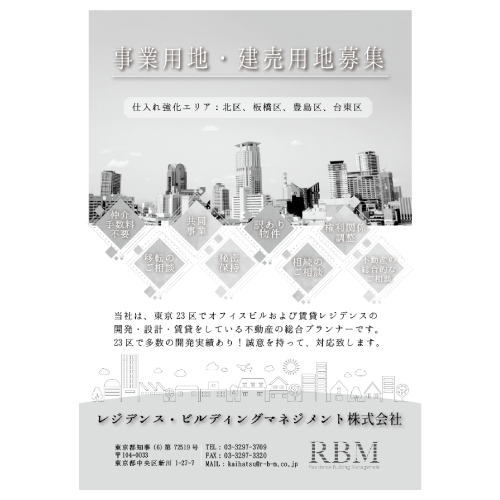 事業用地・建売用地募集
仕入れ強化エリア：北区、板橋区、豊島区、台東区
仲介
手数料
不要
共同
事業
訳あり
物件
権利関係
調整
移転の
ご相談
秘密
保持
相続の
ご相談
不動産の
総合的な
ご相談
当社は、東京23区でオフィスビルおよび賃貸レジデンスの
開発・設計・賃貸をしている不動産の総合プランナーです。
23区で多数の開発実績あり！誠意を持って、対応致します。
レジデンス・ビルディングマネジメント株式会社
東京都知事 (6) 第 72519 号
〒104-0033
東京都中央区新川 1-27-7
TEL：03-3297-3709
FAX：03-3297-3320
MAIL：kaihatsu@r-b-m.co.jp
RBM
Residence Building Management